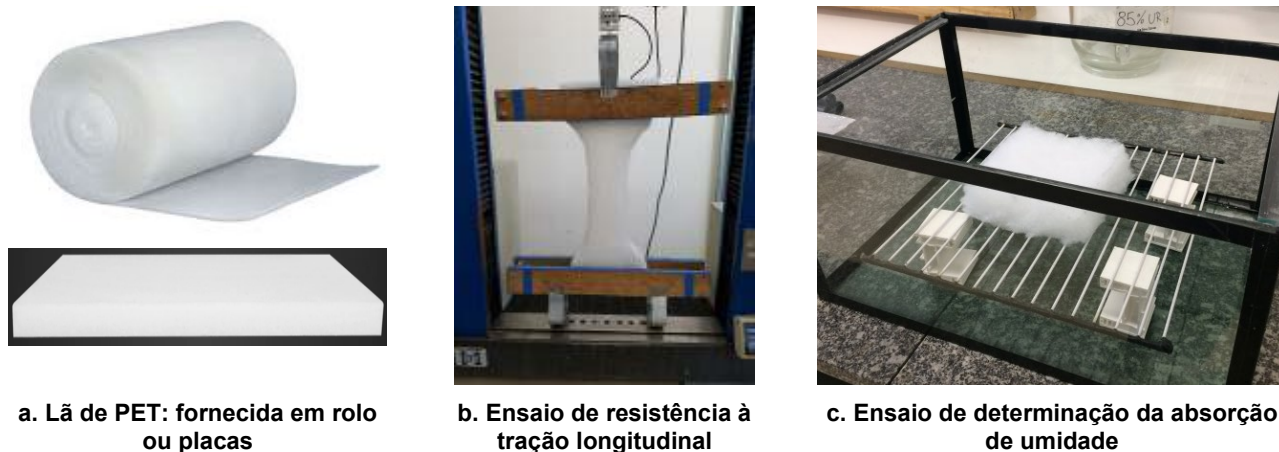 85% UR
a. Lã de PET: fornecida em rolo
ou placas
b. Ensaio de resistência à
tração longitudinal
c. Ensaio de determinação da absorção
de umidade